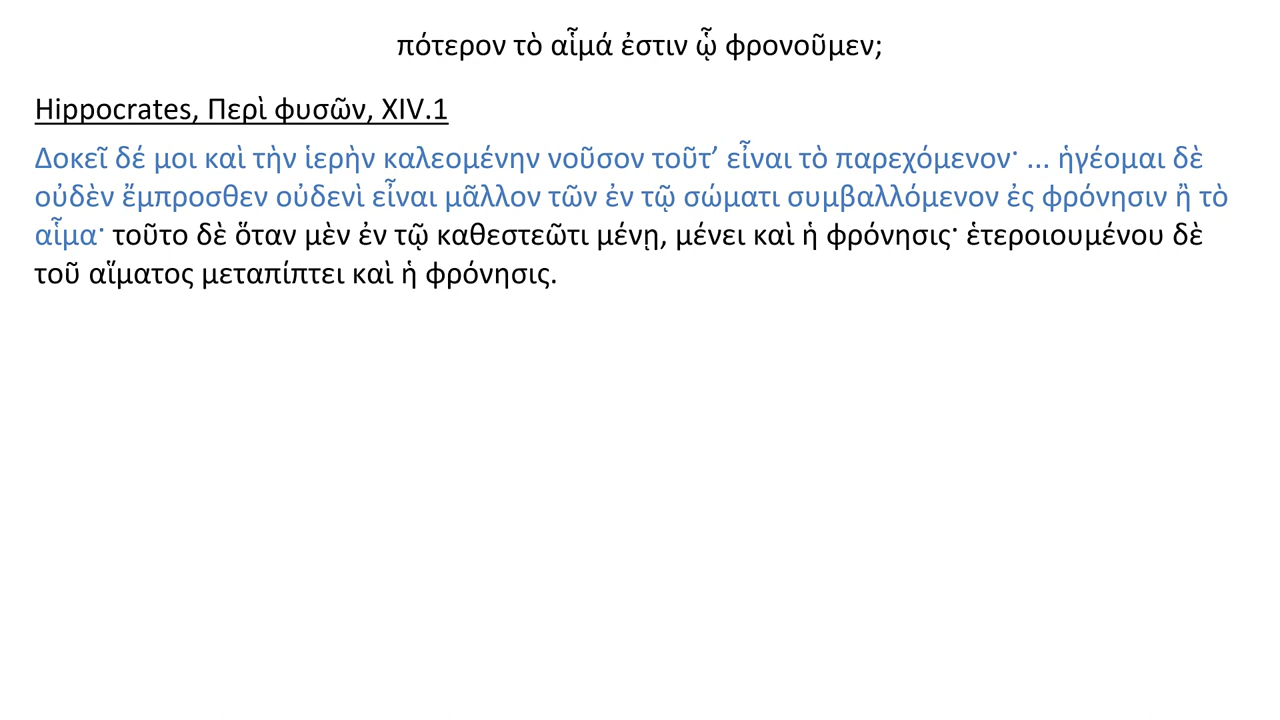 πότερον τὸ αἷμά ἐστιν ᾧ φρονοῦμεν;
Hippocrates, Περὶ φυσῶν, XIV.1
Δοκεῖ δέ μοι καὶ τὴν ἱερὴν καλεομένην νοῦσον τοῦτ’ εἶναι τὸ παρεχόμενον· ... ἡγέομαι δὲ
οὐδὲν ἔμπροσθεν οὐδενὶ εἶναι μᾶλλον τῶν ἐν τῷ σώματι συμβαλλόμενον ἐς φρόνησιν ἢ τὸ
αἷμα· τοῦτο δὲ ὅταν μὲν ἐν τῷ καθεστεῶτι μένῃ, μένει καὶ ἡ φρόνησις· ἑτεροιουμένου δὲ
τοῦ αἵματος μεταπίπτει καὶ ἡ φρόνησις.